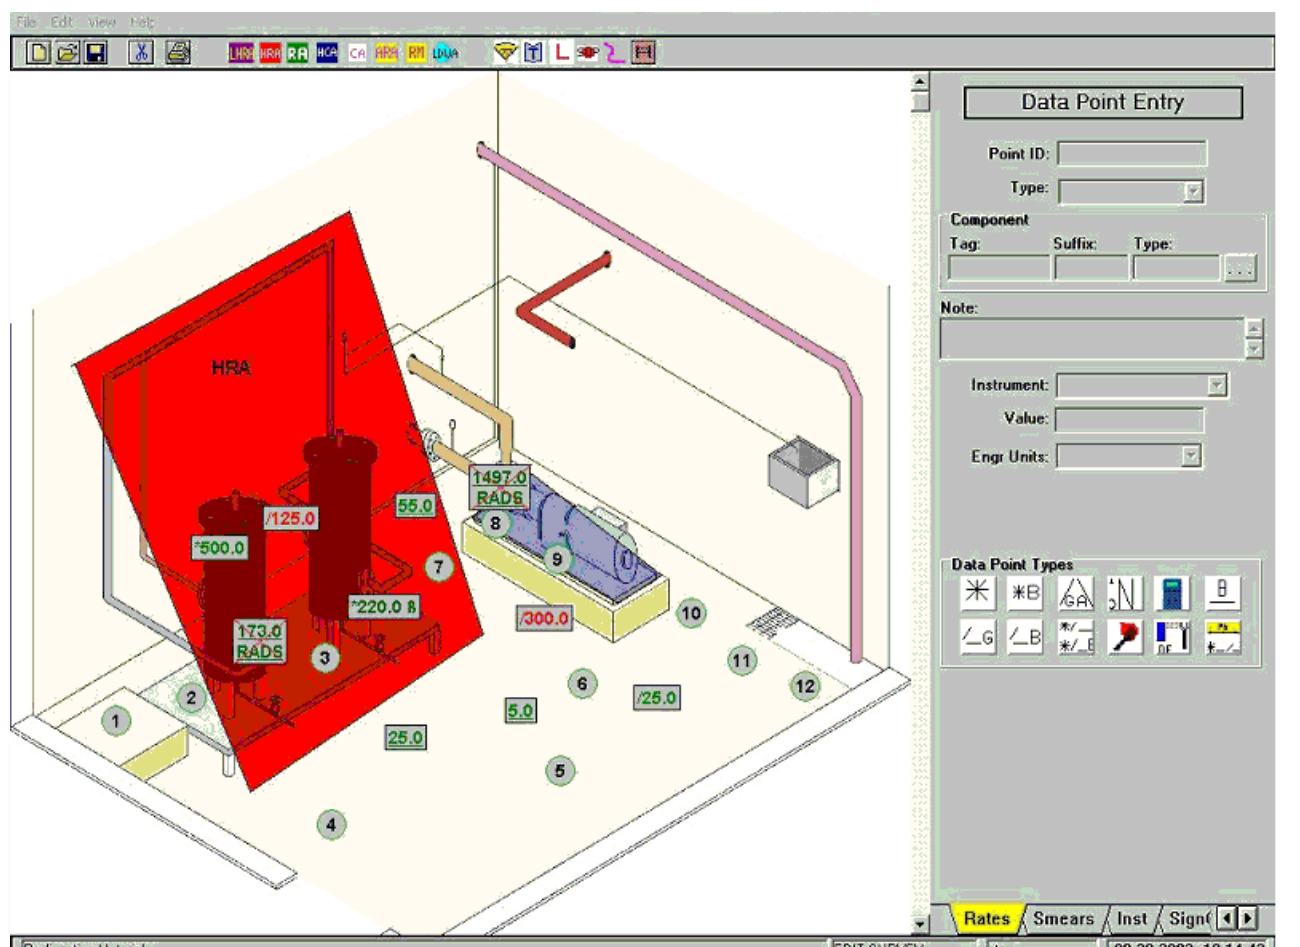 File Edit View Help
LHRA HRA RA HCA CA ARA RM
Data Point Entry
Point ID:
Type:
Component
Tag: Suffix: Type:
...
Note:
Instrument:
Value:
Engr Units:
Data Point Types
HRA
1497.0
RADS
55.0
/125.0
*500.0
8
9
7
*220.0 ß
/300.0
10
173.0
RADS
3
11
12
6
2
/25.0
5.0
1
25.0
5
4
Rates Smears Inst
EDIT SURVEY